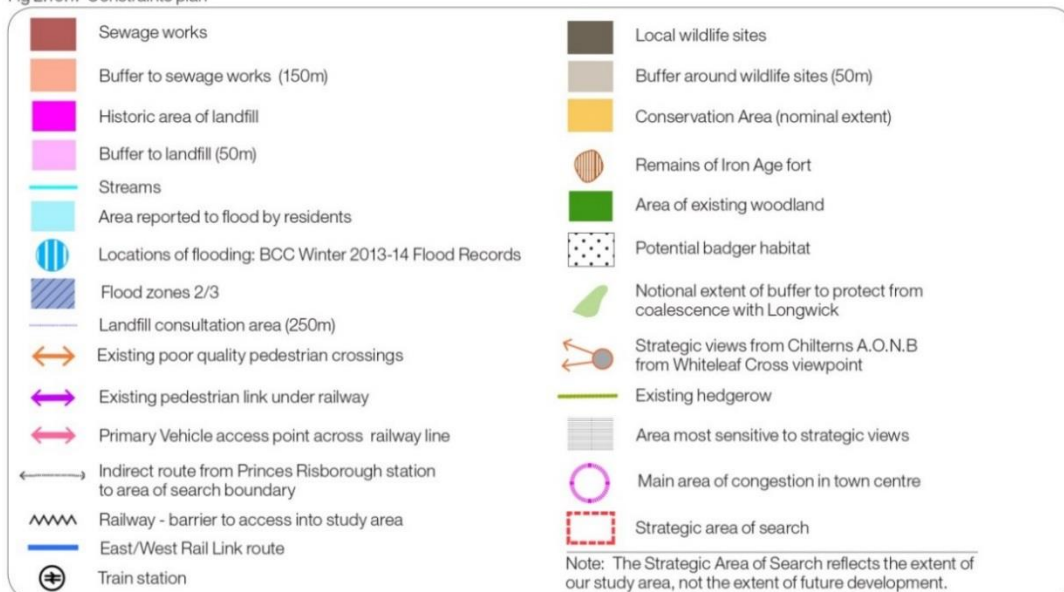 Constraints plan
Sewage works
Buffer to sewage works (150m)
Historic area of landfill
Buffer to landfill (50m)
Streams
Area reported to flood by residents
Locations of flooding: BCC Winter 2013-14 Flood Records
Flood zones 2/3
Landfill consultation area (250m)
Existing poor quality pedestrian crossings
Existing pedestrian link under railway
Primary Vehicle access point across railway line
Indirect route from Princes Risborough station
to area of search boundary
Railway - barrier to access into study area
East/West Rail Link route
Train station
Local wildlife sites
Buffer around wildlife sites (50m)
Conservation Area (nominal extent)
Remains of Iron Age fort
Area of existing woodland
Potential badger habitat
Notional extent of buffer to protect from
coalescence with Longwick
Strategic views from Chilterns A.O.N.B
from Whiteleaf Cross viewpoint
Existing hedgerow
Area most sensitive to strategic views
Main area of congestion in town centre
Strategic area of search
Note: The Strategic Area of Search reflects the extent of
our study area, not the extent of future development.